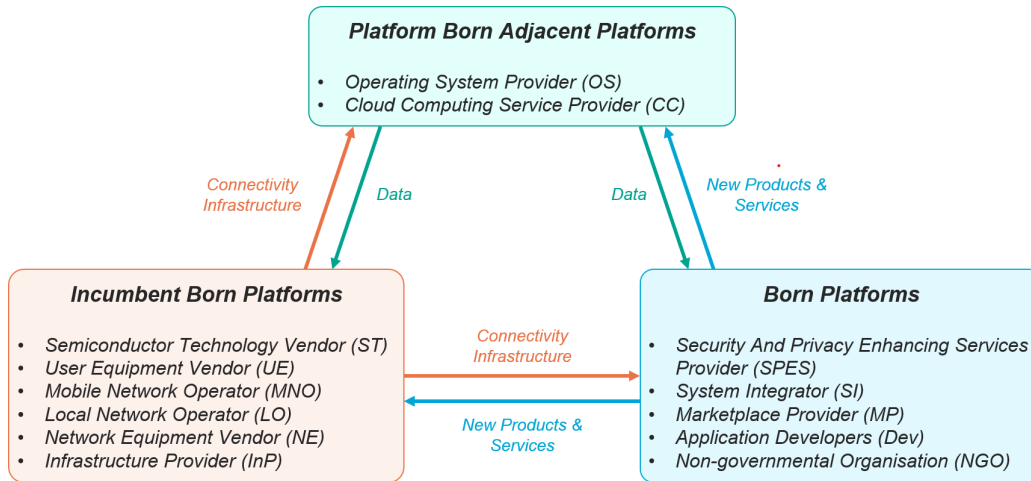 Platform Born Adjacent Platforms
• Operating System Provider (OS)
• Cloud Computing Service Provider (CC)
Connectivity
Infrastructure
Data
Data
New Products &
Services
Incumbent Born Platforms
• Semiconductor Technology Vendor (ST)
• User Equipment Vendor (UE)
• Mobile Network Operator (MNO)
• Local Network Operator (LO)
• Network Equipment Vendor (NE)
• Infrastructure Provider (InP)
Connectivity
Infrastructure
New Products &
Services
Born Platforms
• Security And Privacy Enhancing Services
Provider (SPES)
• System Integrator (SI)
• Marketplace Provider (MP)
• Application Developers (Dev)
• Non-governmental Organisation (NGO)